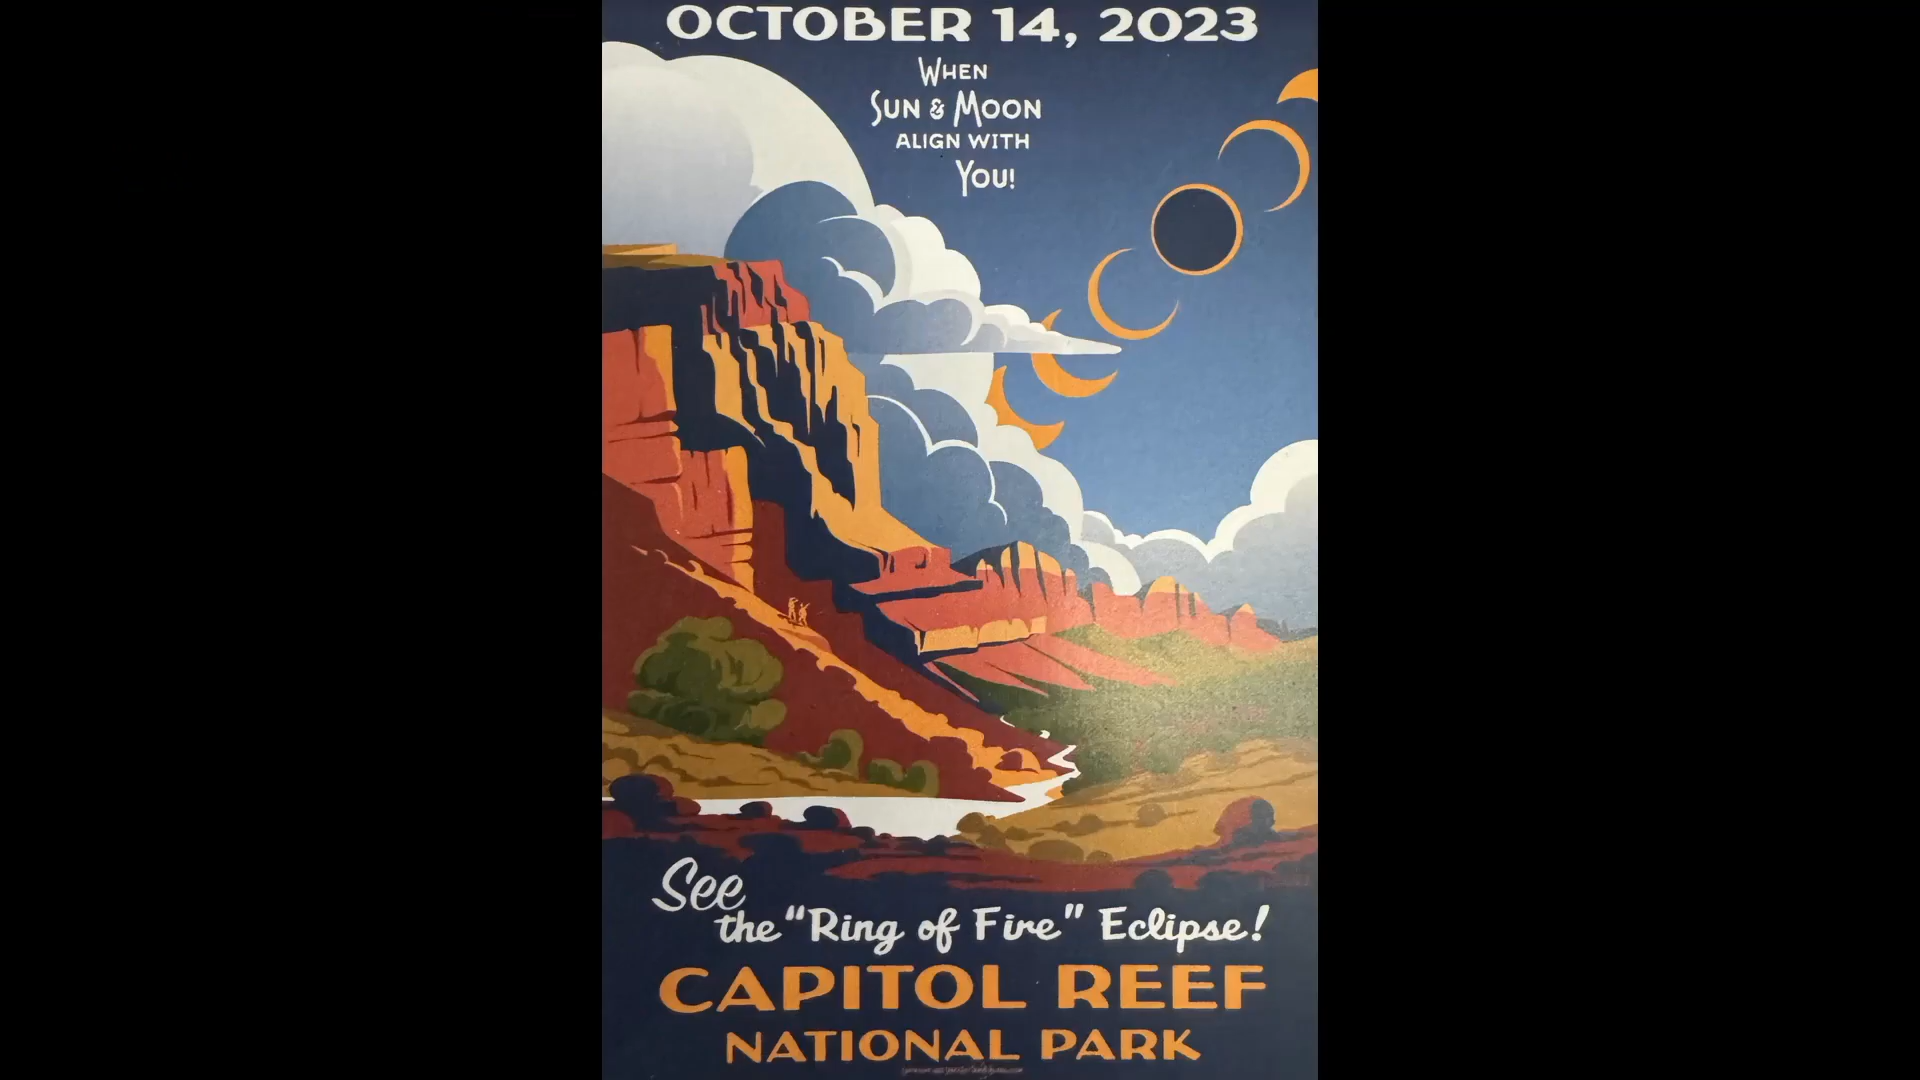 OCTOBER 14, 2023
WHEN
SUN & MOON
ALIGN WITH
YOU!
See
the "Ring of Fire" Eclipse!
CAPITOL REEF
NATIONAL PARK